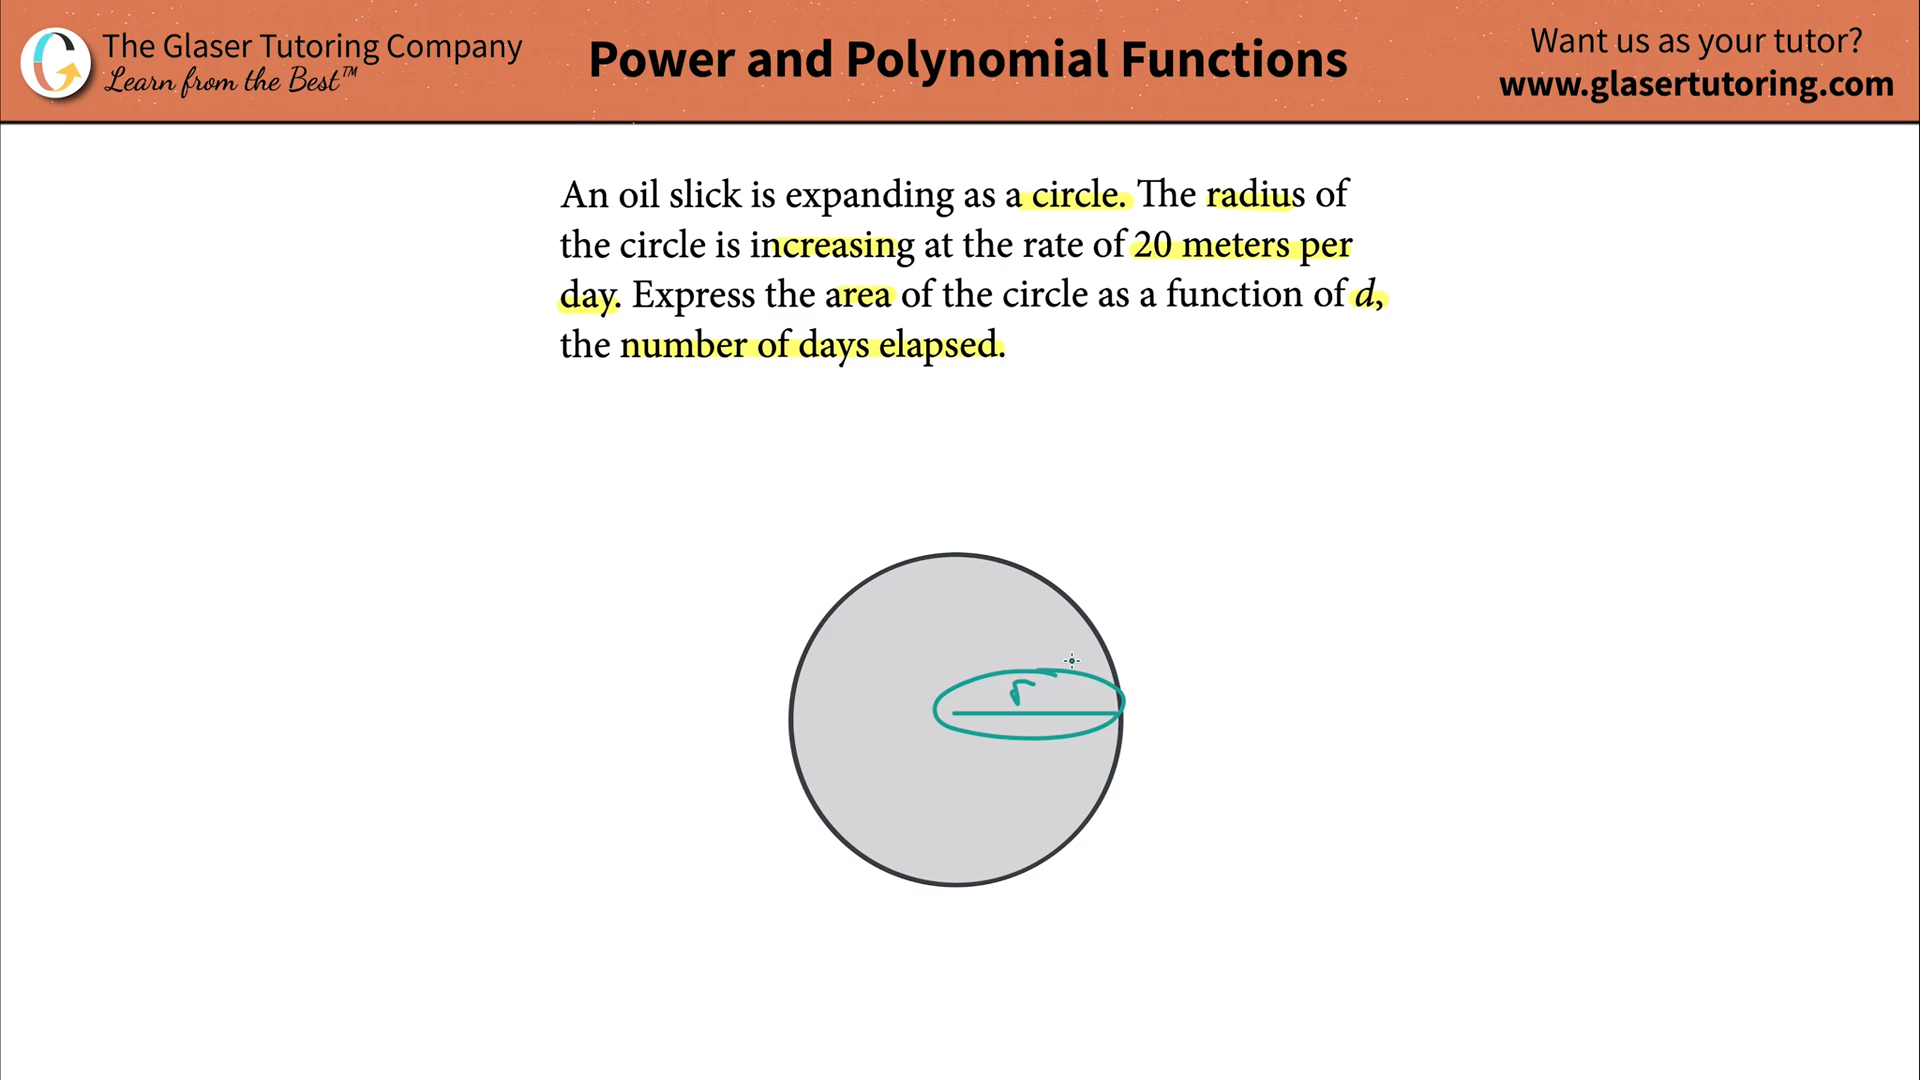 The Glaser Tutoring Company
Learn from the Best™
Power and Polynomial Functions
Want us as your tutor?
www.glasertutoring.com
An oil slick is expanding as a circle. The radius of
the circle is increasing at the rate of 20 meters per
day. Express the area of the circle as a function of d,
the number of days elapsed.
r